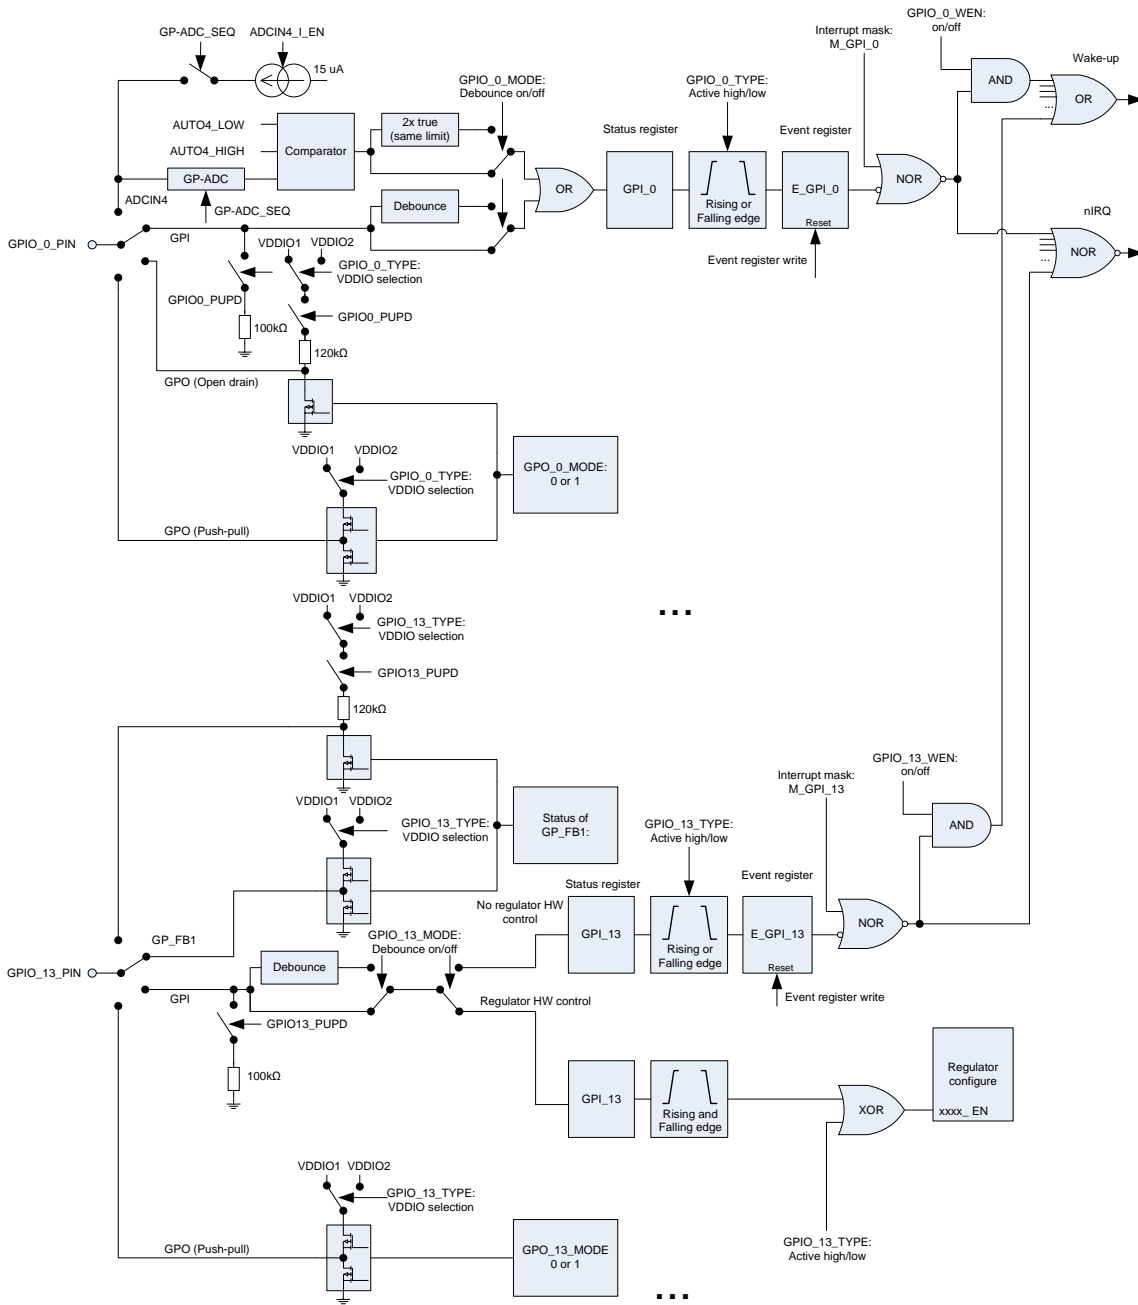 GPIO_0_WEN:
on/off
GP-ADC_SEQ
ADCIN4_I_EN
Interrupt mask:
M_GPI_0
15 uA
Wake-up
GPIO_0_MODE:
Debounce on/off
GPIO_0_TYPE:
Active high/low
AND
OR
...
AUTO4_LOW
2x true
(same limit)
Status register
Event register
AUTO4_HIGH
Comparator
GP-ADC
OR
GPI_0
Rising or
Falling edge
E_GPI_0
Reset
NOR
ADCIN4
GP-ADC_SEQ
Debounce
nIRQ
GPIO_0_PIN
GPI
VDDIO1
VDDIO2
NOR
...
Event register write
GPIO_0_TYPE:
VDDIO selection
GPIO0_PUPD
100kΩ
GPIO0_PUPD
120kΩ
GPO (Open drain)
VDDIO1
VDDIO2
GPIO_0_TYPE:
VDDIO selection
GPO_0_MODE:
0 or 1
GPO (Push-pull)
VDDIO1
VDDIO2
...
GPIO_13_TYPE:
VDDIO selection
GPIO13_PUPD
120kΩ
GPIO_13_WEN:
on/off
Interrupt mask:
M_GPI_13
VDDIO1
VDDIO2
GPIO_13_TYPE:
VDDIO selection
Status of
GP_FB1:
GPIO_13_TYPE:
Active high/low
AND
Status register
Event register
No regulator HW
control
GPI_13
Rising or
Falling edge
E_GPI_13
Reset
NOR
GP_FB1
GPIO_13_MODE:
Debounce on/off
GPIO_13_PIN
Debounce
GPI
Regulator HW control
Event register write
GPIO13_PUPD
100kΩ
GPI_13
Rising and
Falling edge
XOR
Regulator
configure
xxxx_ EN
VDDIO1
VDDIO2
GPIO_13_TYPE:
VDDIO selection
GPO (Push-pull)
GPO_13_MODE
0 or 1
GPIO_13_TYPE:
Active high/low
...